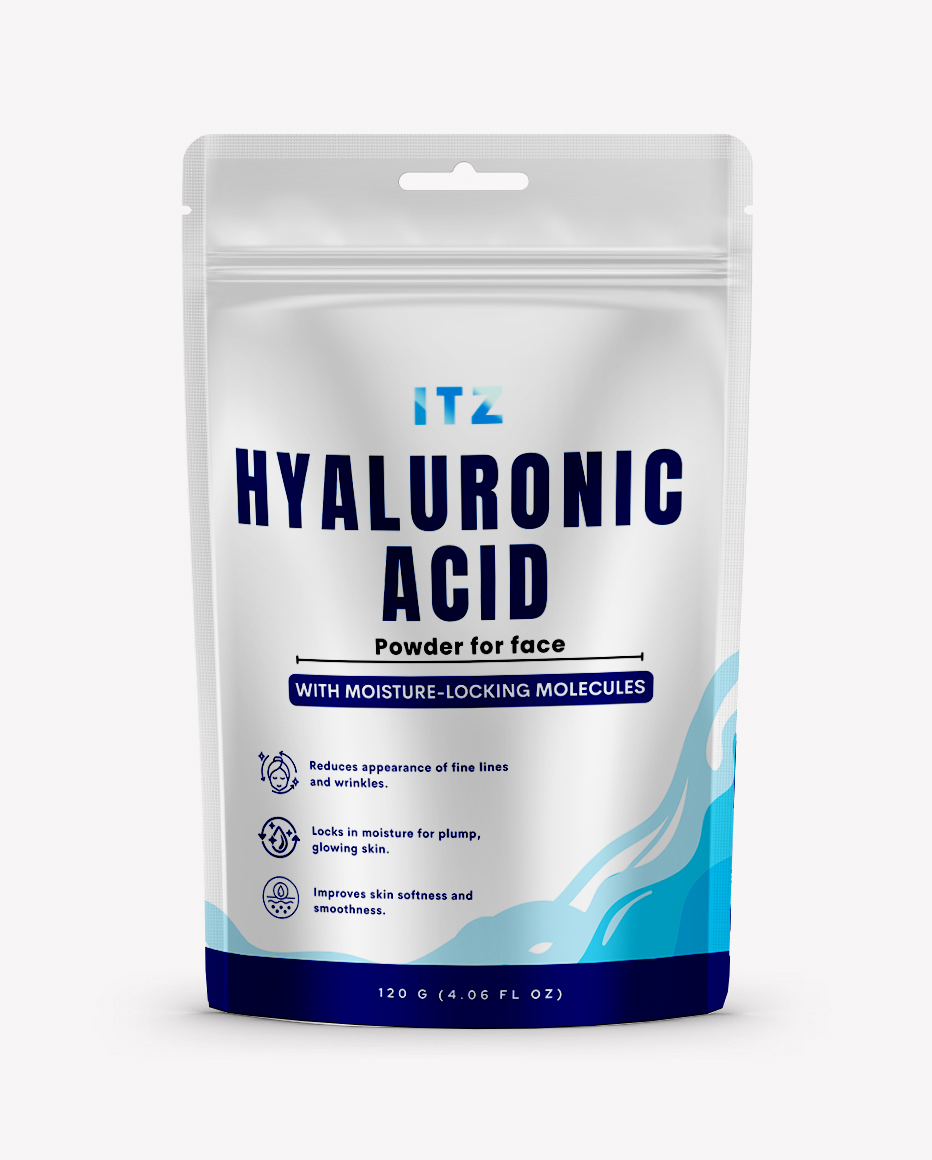 ITZ
HYALURONIC
ACID
Powder for face
WITH MOISTURE-LOCKING MOLECULES
Reduces appearance of fine lines
and wrinkles.
Locks in moisture for plump,
glowing skin.
Improves skin softness and
smoothness.
120 G (4.06 FL OZ)